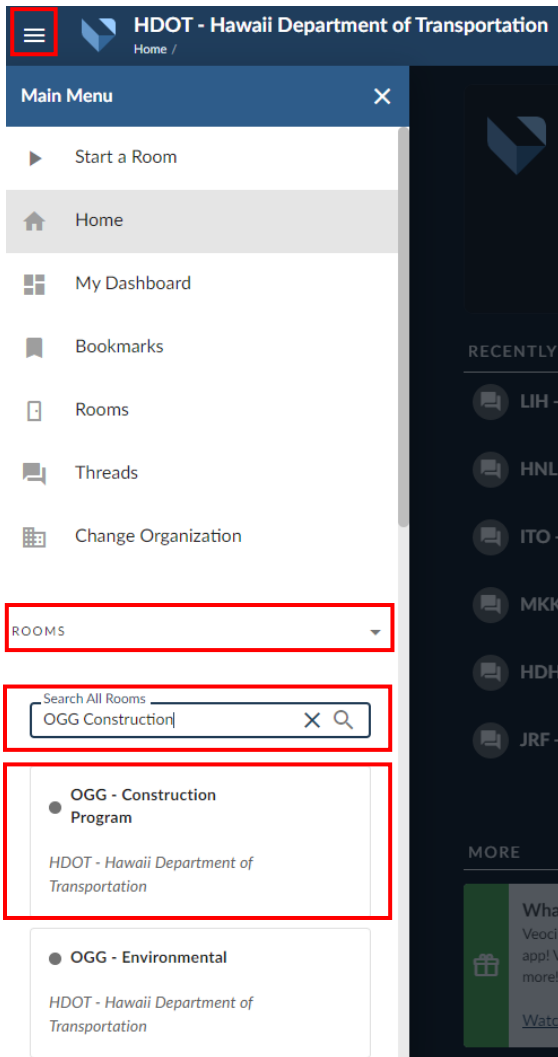 HDOT - Hawaii Department of Transportation
Home /
Main Menu
Start a Room
Home
My Dashboard
Bookmarks
Rooms
Threads
Change Organization
ROOMS
Search All Rooms
OGG Construction
OGG - Construction
Program
HDOT - Hawaii Department of
Transportation
OGG - Environmental
HDOT - Hawaii Department of
Transportation
RECENTLY
LIH -
HNL
ITO -
MKK
HDH
JRF -
MORE
Wha
Veoci
app! V
more!
Watc